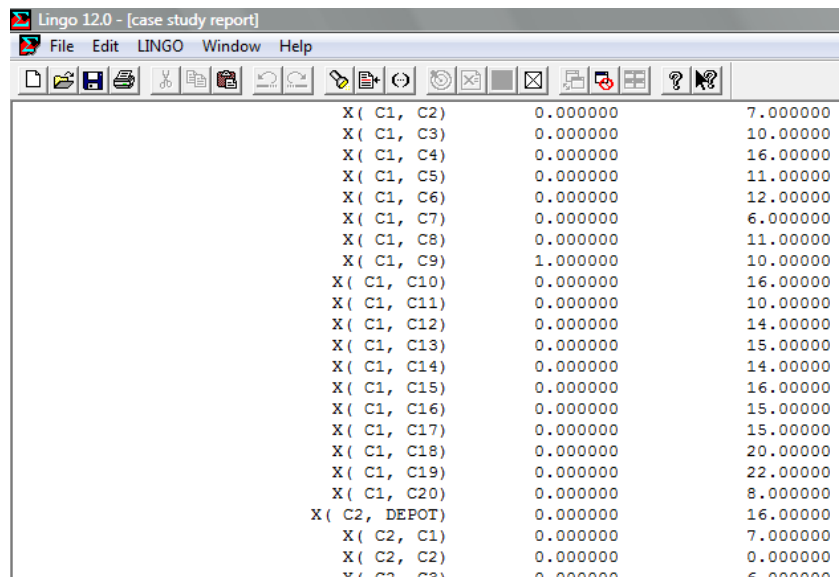 Lingo 12.0 - [case study report]
File Edit LINGO Window Help
X( C1, C2) 0.000000 7.000000
X( C1, C3) 0.000000 10.00000
X( C1, C4) 0.000000 16.00000
X( C1, C5) 0.000000 11.00000
X( C1, C6) 0.000000 12.00000
X( C1, C7) 0.000000 6.000000
X( C1, C8) 0.000000 11.00000
X( C1, C9) 1.000000 10.00000
X( C1, C10) 0.000000 16.00000
X( C1, C11) 0.000000 10.00000
X( C1, C12) 0.000000 14.00000
X( C1, C13) 0.000000 15.00000
X( C1, C14) 0.000000 14.00000
X( C1, C15) 0.000000 16.00000
X( C1, C16) 0.000000 15.00000
X( C1, C17) 0.000000 15.00000
X( C1, C18) 0.000000 20.00000
X( C1, C19) 0.000000 22.00000
X( C1, C20) 0.000000 8.000000
X( C2, DEPOT) 0.000000 16.00000
X( C2, C1) 0.000000 7.000000
X( C2, C2) 0.000000 0.000000
X( C2, C3) 0.000000 6.000000